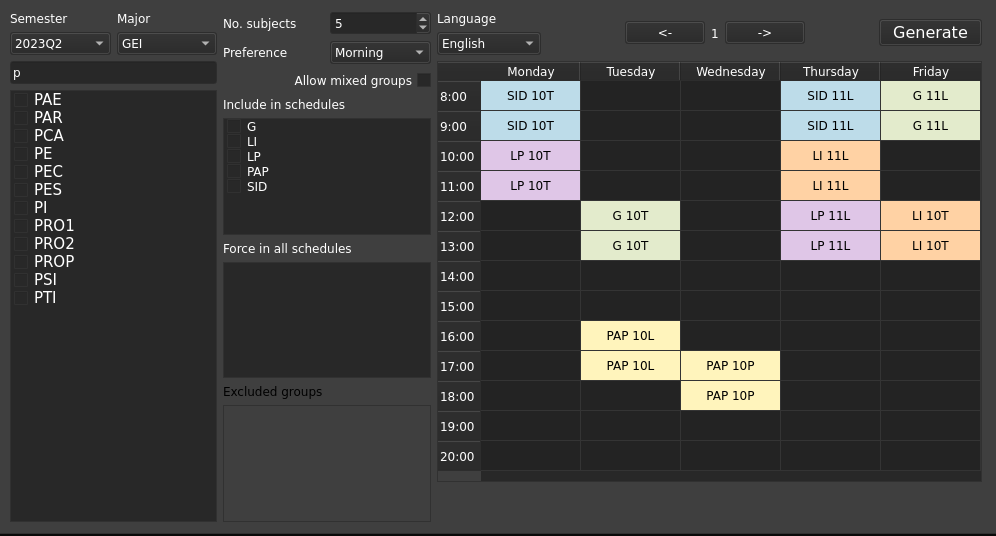 Semester
Major
2023Q2
GEI
p
PAE
PAR
PCA
PE
PEC
PES
PI
PRO1
PRO2
PROP
PSI
PTI
No. subjects
5
Preference
Morning
Allow mixed groups
Include in schedules
G
LI
LP
PAP
SID
Force in all schedules
Excluded groups
Language
English
<-
1
->
Generate
Monday Tuesday Wednesday Thursday Friday
8:00 SID 10T SID 11L G 11L
9:00 SID 10T SID 11L G 11L
10:00 LP 10T LI 11L
11:00 LP 10T LI 11L
12:00 G 10T LP 11L LI 10T
13:00 G 10T LP 11L LI 10T
14:00
15:00
16:00 PAP 10L
17:00 PAP 10L PAP 10P
18:00 PAP 10P
19:00
20:00